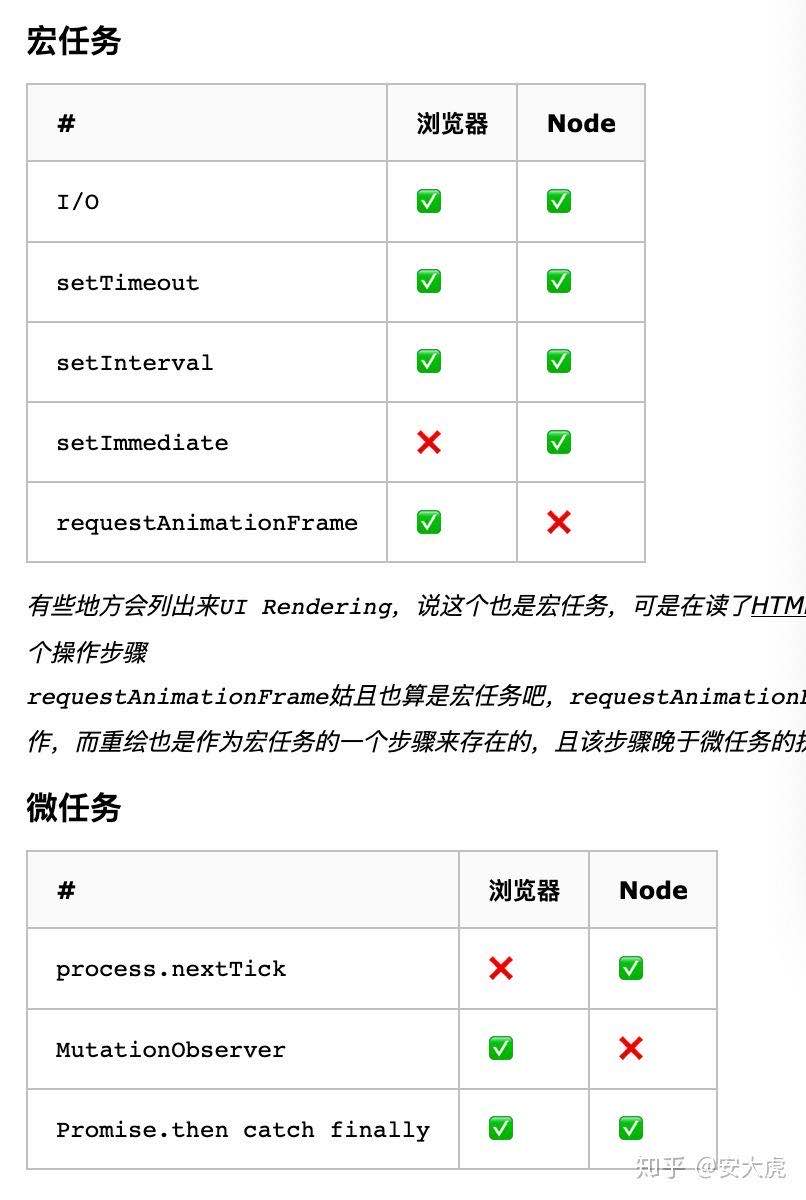 宏任务
# 浏览器 Node
I/O ✅ ✅
setTimeout ✅ ✅
setInterval ✅ ✅
setImmediate ❌ ✅
requestAnimationFrame ✅ ❌
有些地方会列出来UI Rendering，说这个也是宏任务，可是在读了HTM
个操作步骤
requestAnimationFrame姑且也算是宏任务吧，requestAnimation
作，而重绘也是作为宏任务的一个步骤来存在的，且该步骤晚于微任务的
微任务
# 浏览器 Node
process.nextTick ❌ ✅
MutationObserver ✅ ❌
Promise.then catch finally ✅ ✅
知乎 @安大虎